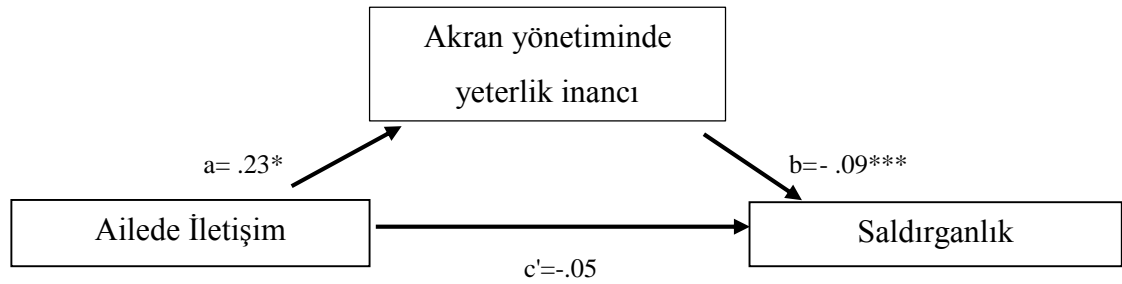 Akran yönetiminde
yeterlik inancı
a= .23*
b=- .09***
Ailede İletişim
Saldırganlık
c'=-.05